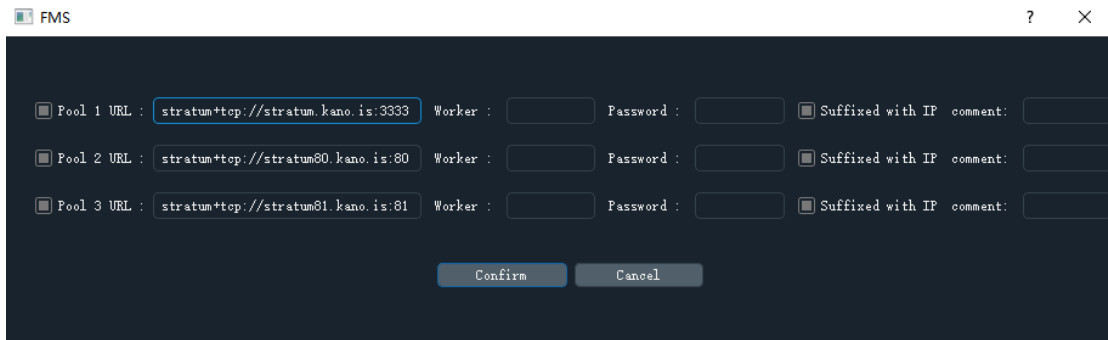 FMS ?
Pool 1 URL : stratum+tcp://stratum.kano.is:3333 Worker : Password : Suffixed with IP comment:
Pool 2 URL : stratum+tcp://stratum80.kano.is:80 Worker : Password : Suffixed with IP comment:
Pool 3 URL : stratum+tcp://stratum81.kano.is:81 Worker : Password : Suffixed with IP comment:
Confirm Cancel